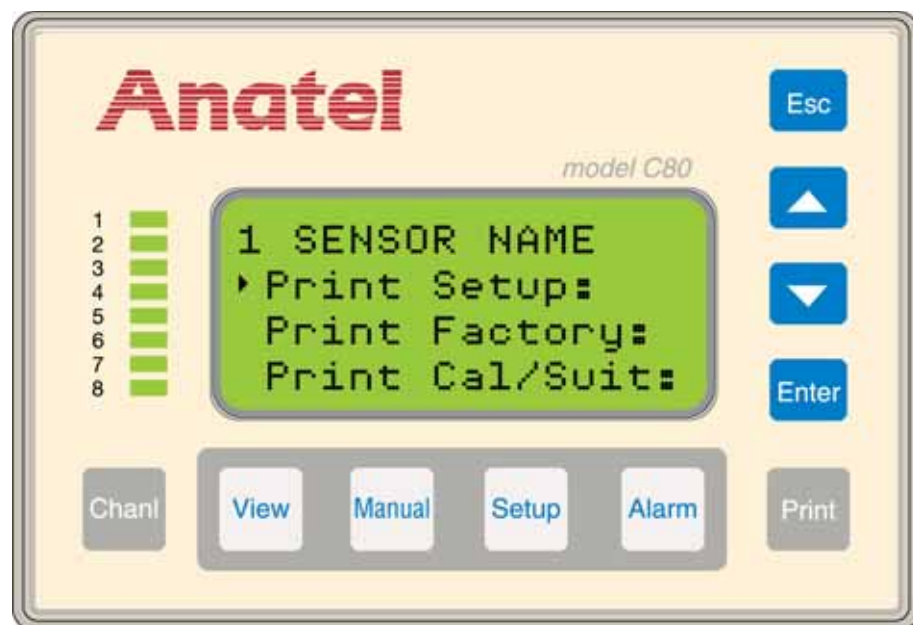 Anatel
model C80
Esc
1
2
3
4
5
6
7
8
1 SENSOR NAME
Print Setup:
Print Factory:
Print Cal/Suit:
Enter
Chanl
View
Manual
Setup
Alarm
Print